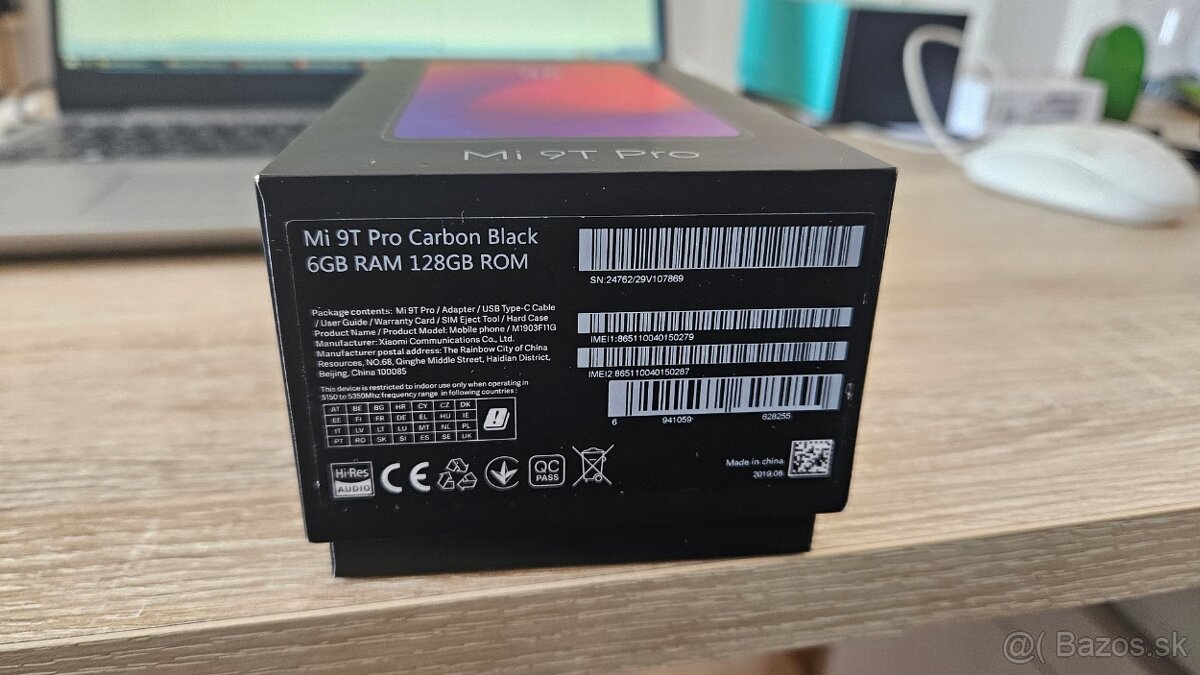 Mi 9T Pro
Mi 9T Pro Carbon Black
6GB RAM 128GB ROM
Package contents: Mi 9T Pro / Adapter / USB Type-C Cable
/ User Guide / Warranty Card / SIM Eject Tool / Hard Case
Product Name / Product Model: Mobile phone / M1903F11G
Manufacturer: Xiaomi Communications Co., Ltd.
Manufacturer postal address: The Rainbow City of China
Resources, NO.68, Qinghe Middle Street, Haidian District,
Beijing, China 100085
This device is restricted to indoor use only when operating in
5150 to 5350Mhz frequency range in following countries:
AT BE BG HR CY CZ DK
EE FI FR DE EL HU IE
IT LV LT LU MT NL PL
PT RO SK SI ES SE UK
Hi-Res
AUDIO
CE
QC
PASS
SN:24762/29V107869
IMEI1:865110040150279
IMEI2:865110040150287
6 941059 628255
Made in china
2019.08
@( Bazos.sk